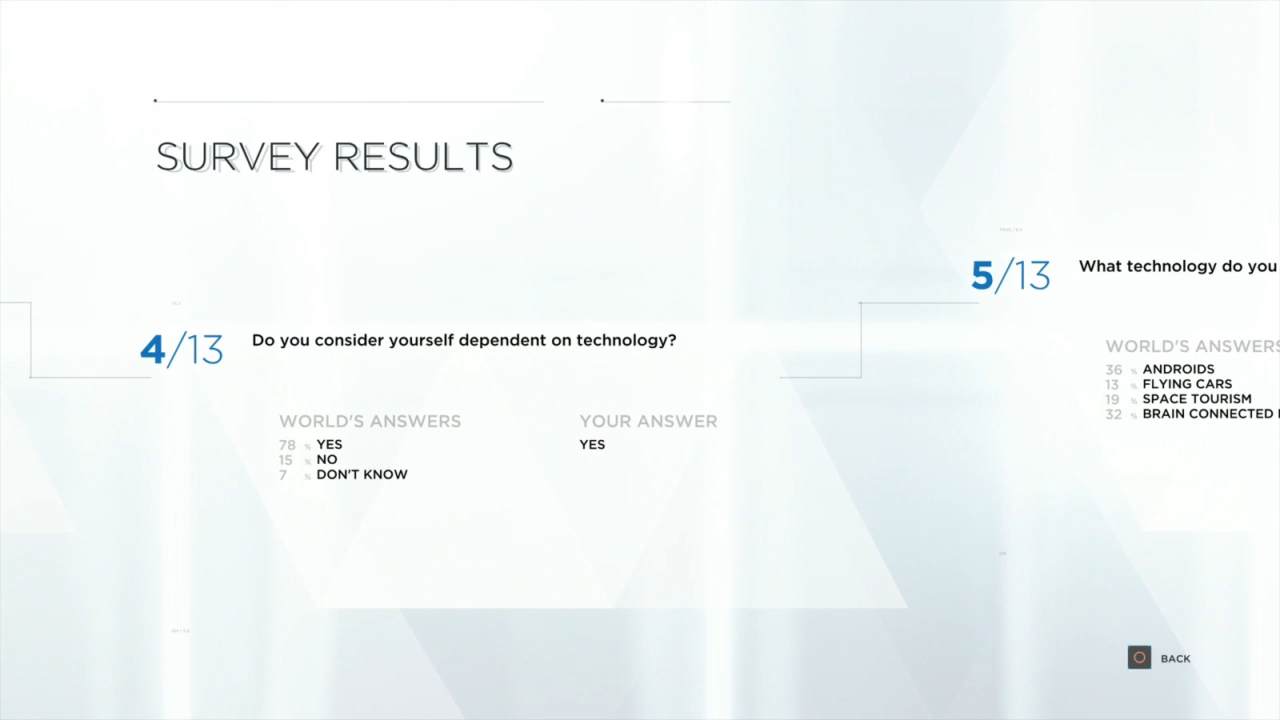 SURVEY RESULTS
4/13 Do you consider yourself dependent on technology?
WORLD'S ANSWERS
78 % YES
15 % NO
7 % DON'T KNOW
YOUR ANSWER
YES
5/13 What technology do you
WORLD'S ANSWERS
36 % ANDROIDS
13 % FLYING CARS
19 % SPACE TOURISM
32 % BRAIN CONNECTED
BACK